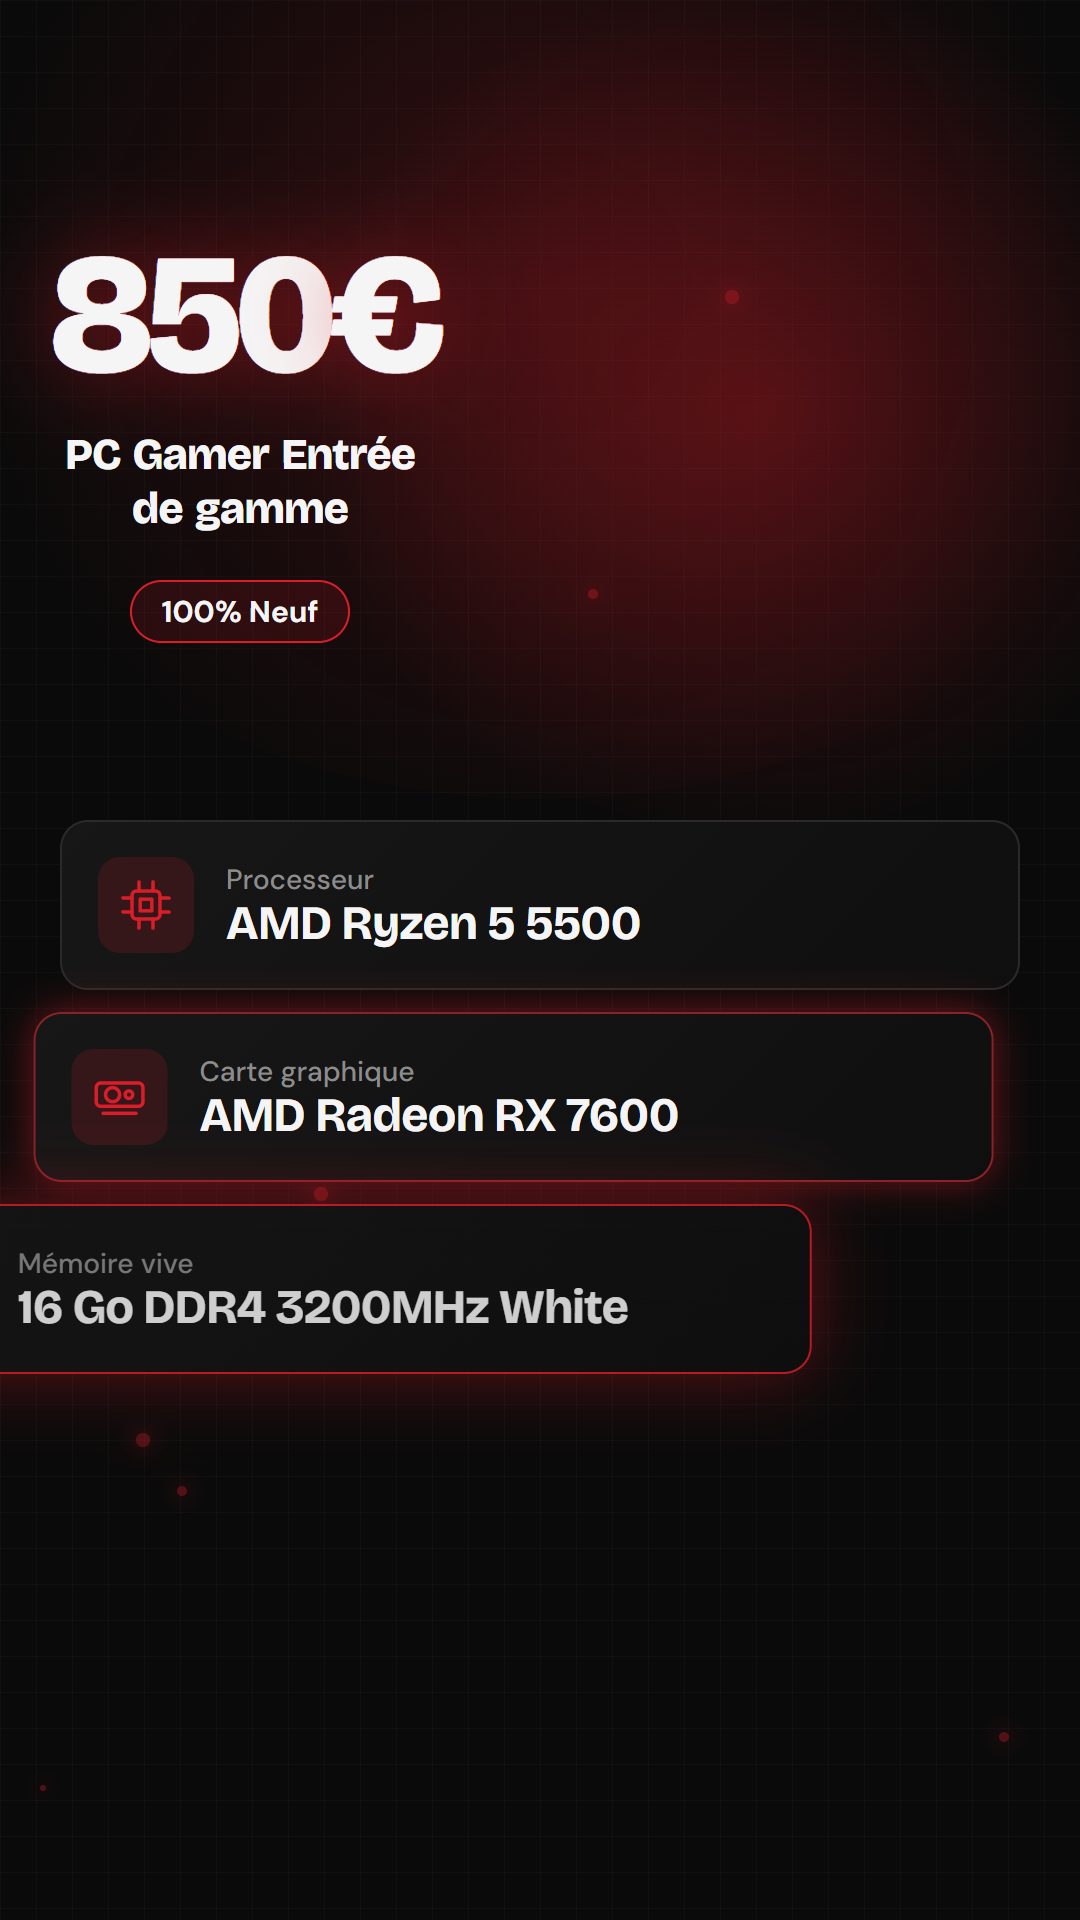 850€
PC Gamer Entrée
de gamme
100% Neuf
Processeur
AMD Ryzen 5 5500
Carte graphique
AMD Radeon RX 7600
Mémoire vive
16 Go DDR4 3200MHz White